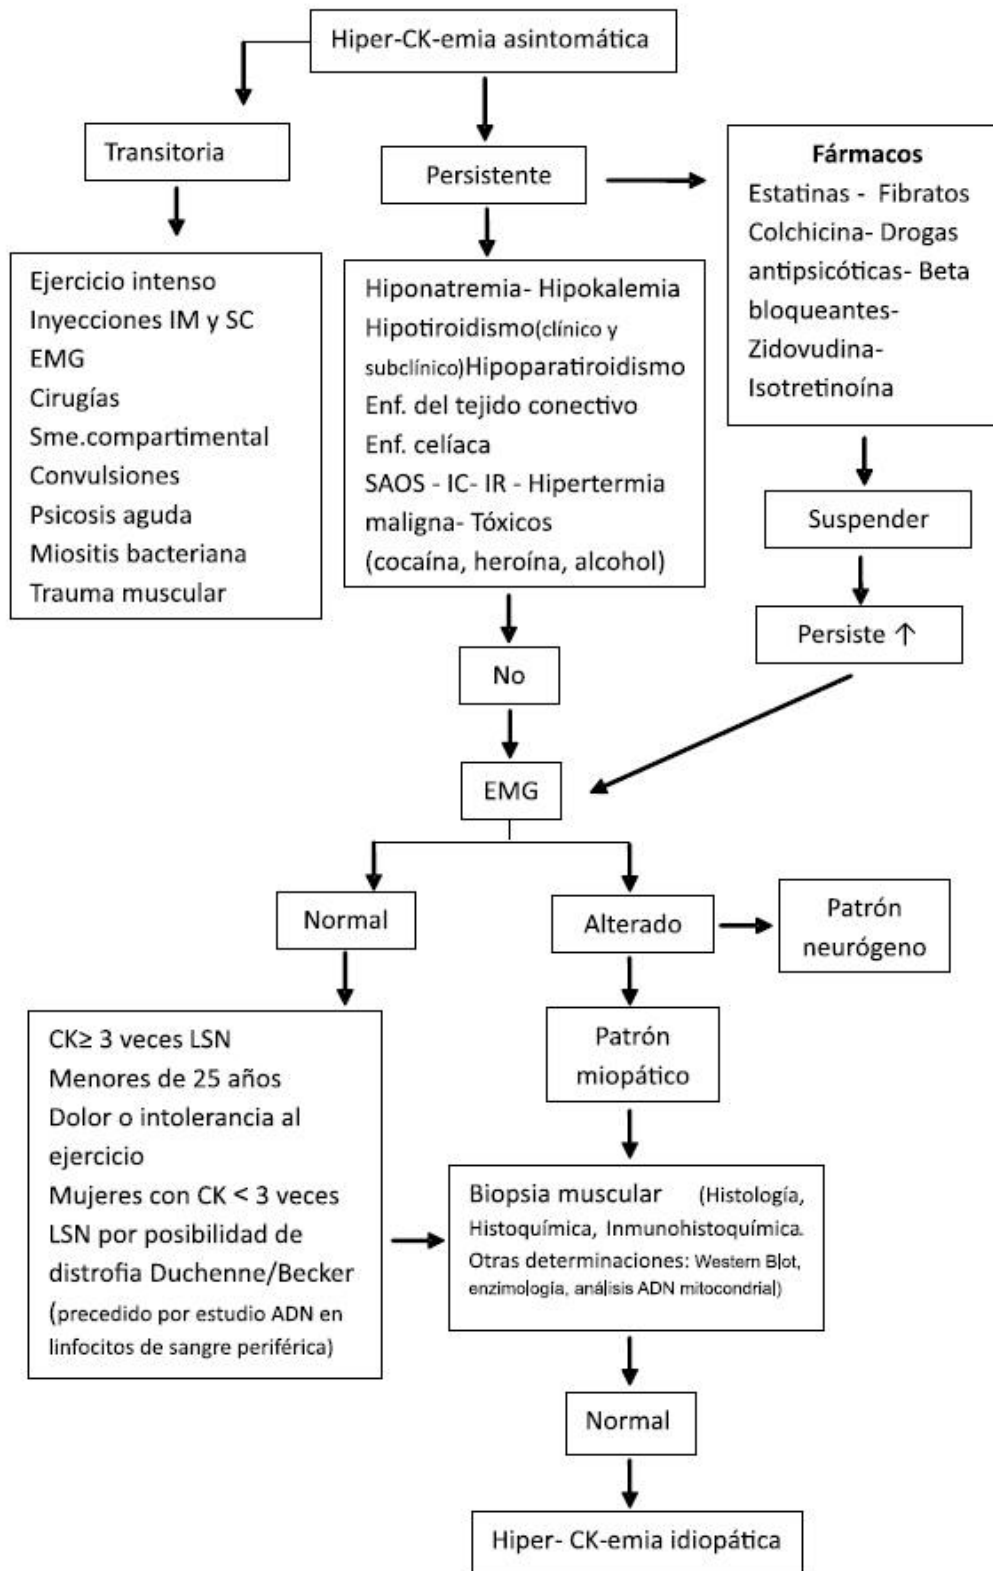 Hiper-CK-emia asintomática
Transitoria
Persistente
Fármacos
Estatinas - Fibratos
Colchicina- Drogas
antipsicóticas- Beta
bloqueantes-
Zidovudina-
Isotretinoína
Ejercicio intenso
Inyecciones IM y SC
EMG
Cirugías
Sme.compartimental
Convulsiones
Psicosis aguda
Miositis bacteriana
Trauma muscular
Hiponatremia- Hipokalemia
Hipotiroidismo(clínico y
subclínico)Hipoparatiroidismo
Enf. del tejido conectivo
Enf. celíaca
SAOS - IC- IR - Hipertermia
maligna- Tóxicos
(cocaína, heroína, alcohol)
Suspender
Persiste ↑
No
EMG
Normal
Alterado
Patrón
neurógeno
CK≥ 3 veces LSN
Menores de 25 años
Dolor o intolerancia al
ejercicio
Mujeres con CK < 3 veces
LSN por posibilidad de
distrofia Duchenne/Becker
(precedido por estudio ADN en
linfocitos de sangre periférica)
Patrón
miopático
Biopsia muscular (Histología,
Histoquímica, Inmunohistoquímica.
Otras determinaciones: Western Blot,
enzimología, análisis ADN mitocondrial)
Normal
Hiper- CK-emia idiopática